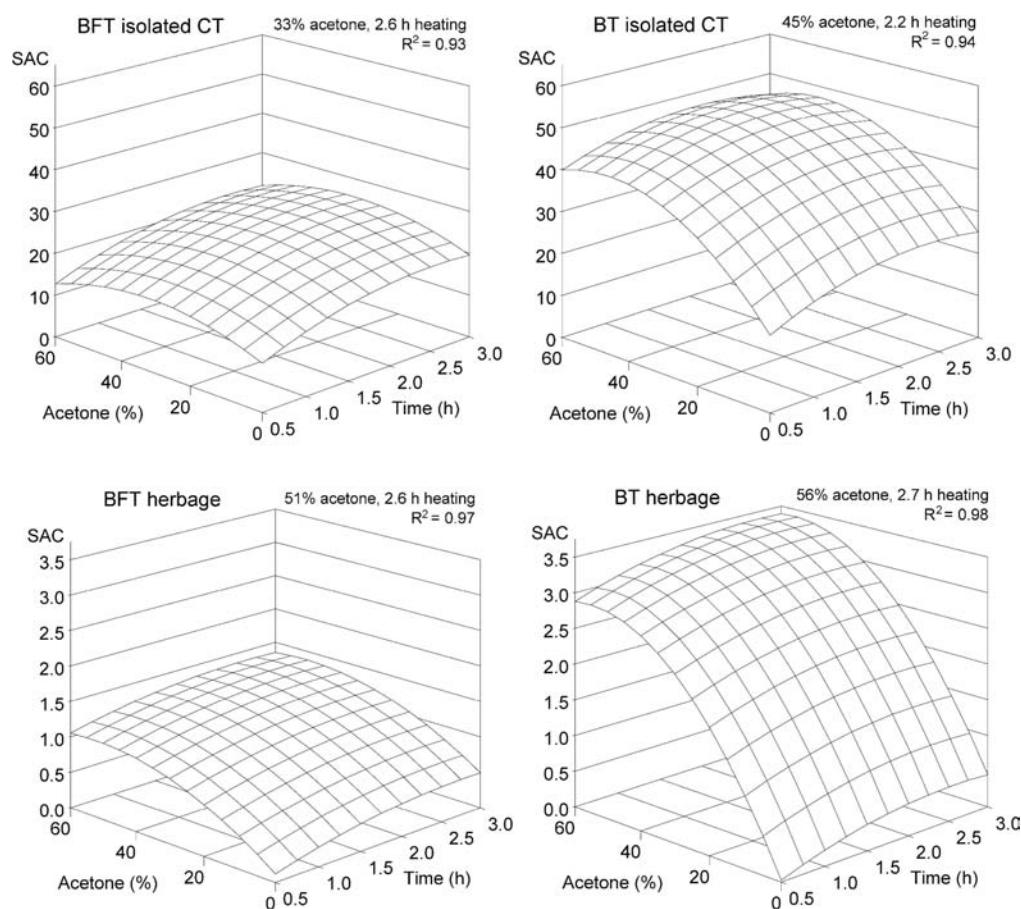 BFT isolated CT
33% acetone, 2.6 h heating
R² = 0.93
SAC
60
50
40
30
20
10
0
60
40
20
0
Acetone (%)
0.5
1.0
1.5
2.0
2.5
3.0
Time (h)
BT isolated CT
45% acetone, 2.2 h heating
R² = 0.94
SAC
60
50
40
30
20
10
0
60
40
20
0
Acetone (%)
0.5
1.0
1.5
2.0
2.5
3.0
Time (h)
BFT herbage
51% acetone, 2.6 h heating
R² = 0.97
SAC
3.5
3.0
2.5
2.0
1.5
1.0
0.5
0.0
60
40
20
0
Acetone (%)
0.5
1.0
1.5
2.0
2.5
3.0
Time (h)
BT herbage
56% acetone, 2.7 h heating
R² = 0.98
SAC
3.5
3.0
2.5
2.0
1.5
1.0
0.5
0.0
60
40
20
0
Acetone (%)
0.5
1.0
1.5
2.0
2.5
3.0
Time (h)